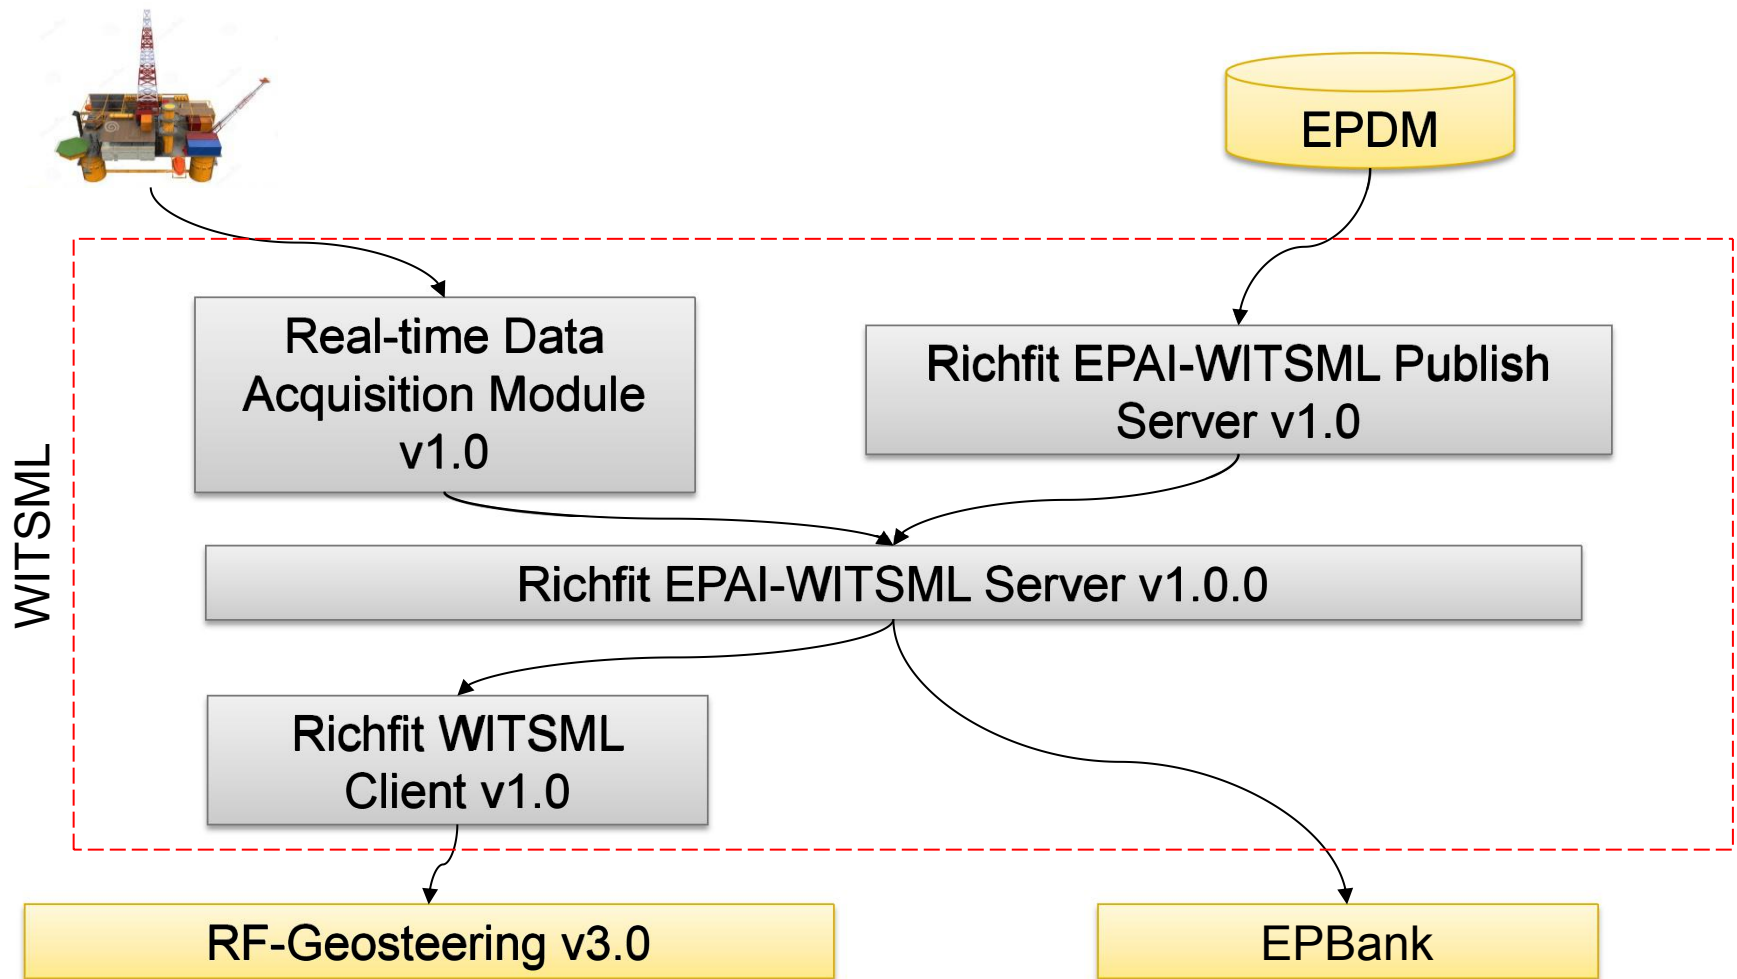 EPDM
Real-time Data
Acquisition Module
v1.0
Richfit EPAI-WITSML Publish
Server v1.0
WITSML
Richfit EPAI-WITSML Server v1.0.0
Richfit WITSML
Client v1.0
RF-Geosteering v3.0
EPBank